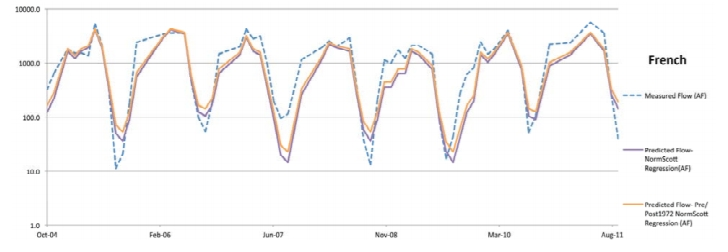 10000.0
1000.0
100.0
10.0
1.0
Oct-04 Feb-06 Jun-07 Nov-08 Mar-10 Aug-11
French
Measured Flow (AF)
Predicted Flow-
NormScott
Regression(AF)
Predicted Flow- Pre/
Post1972 NormScott
Regression (AF)